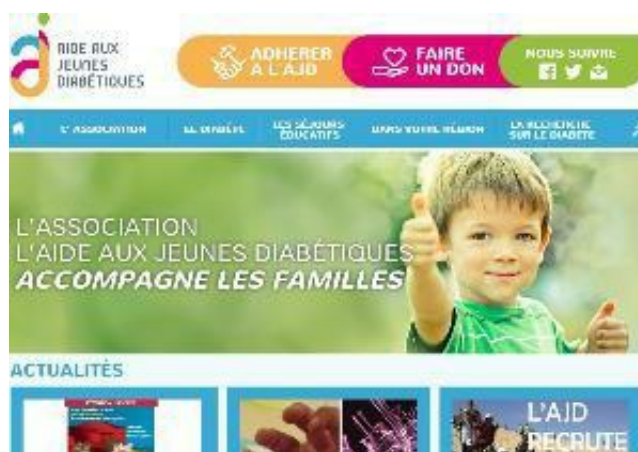 AIDE AUX
JEUNES
DIABÉTIQUES
ADHÉRER
À L'AJD
FAIRE
UN DON
NOUS SUIVRE
L'ASSOCIATION
LE DIABÈTE
LES SÉJOURS
ÉDUCATIFS
DANS VOTRE RÉGION
LA RECHERCHE
SUR LE DIABÈTE
L'ASSOCIATION
L'AIDE AUX JEUNES DIABÉTIQUES
ACCOMPAGNE LES FAMILLES
ACTUALITÉS
L'AJD
RECRUTE